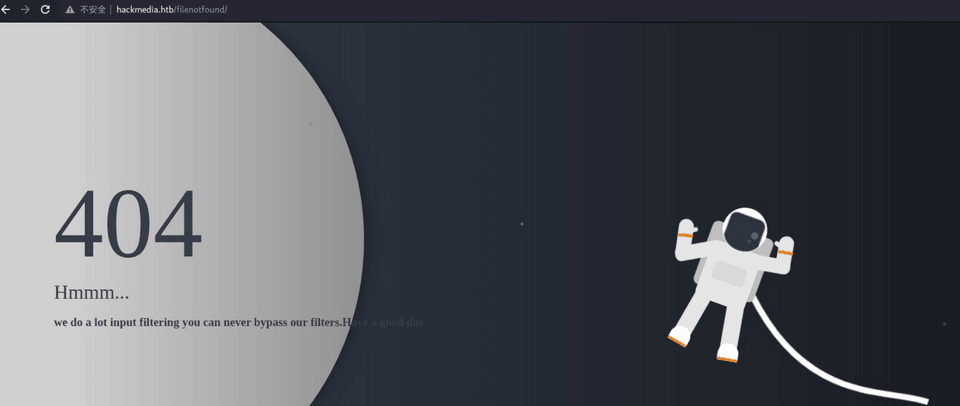 不安全 hackmedia.htb/filenotfound/
404
Hmmm...
we do a lot input filtering you can never bypass our filters.Have a good day